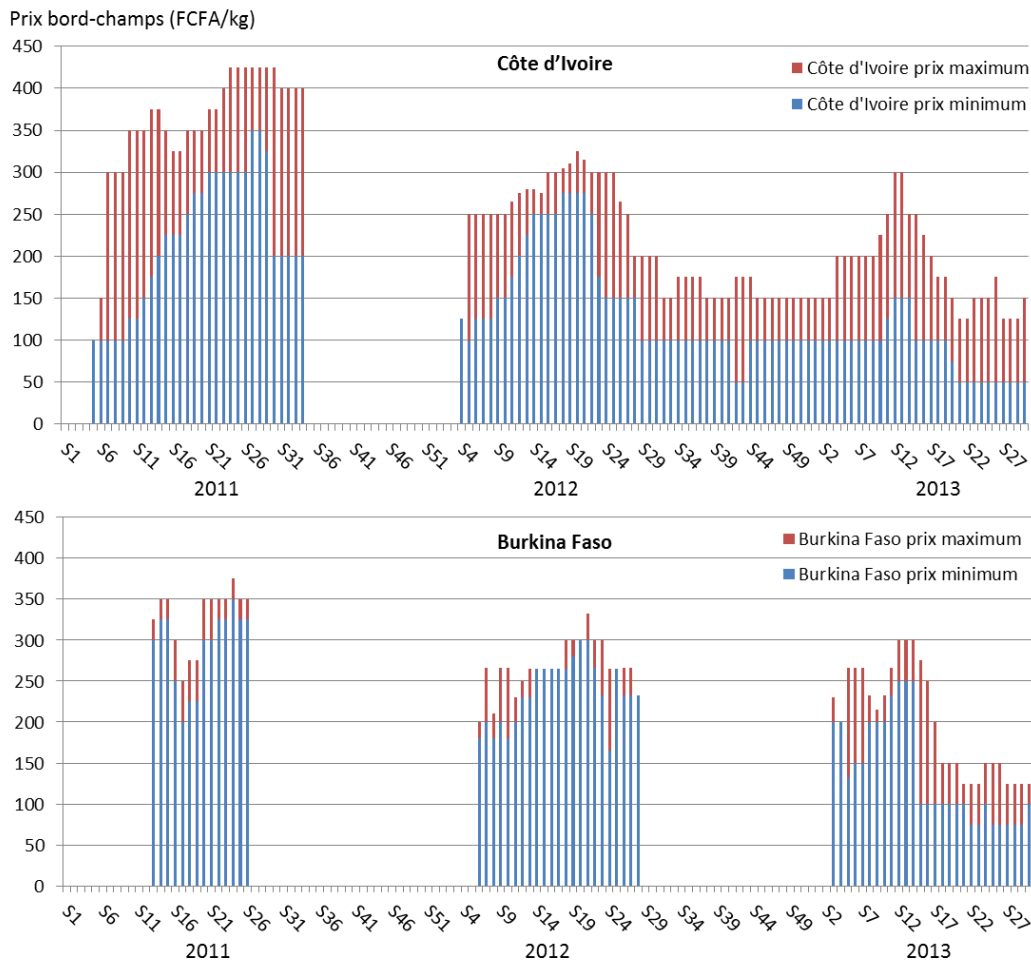 Prix bord-champs (FCFA/kg)
Côte d’Ivoire
Côte d'Ivoire prix maximum
Côte d'Ivoire prix minimum
450
400
350
300
250
200
150
100
50
0
S1 S6 S11 S16 S21 S26 S31 S36 S41 S46 S51 S4 S9 S14 S19 S24 S29 S34 S39 S44 S49 S2 S7 S12 S17 S22 S27
2011 2012 2013
Burkina Faso
Burkina Faso prix maximum
Burkina Faso prix minimum
450
400
350
300
250
200
150
100
50
0
S1 S6 S11 S16 S21 S26 S31 S36 S41 S46 S51 S4 S9 S14 S19 S24 S29 S34 S39 S44 S49 S2 S7 S12 S17 S22 S27
2011 2012 2013